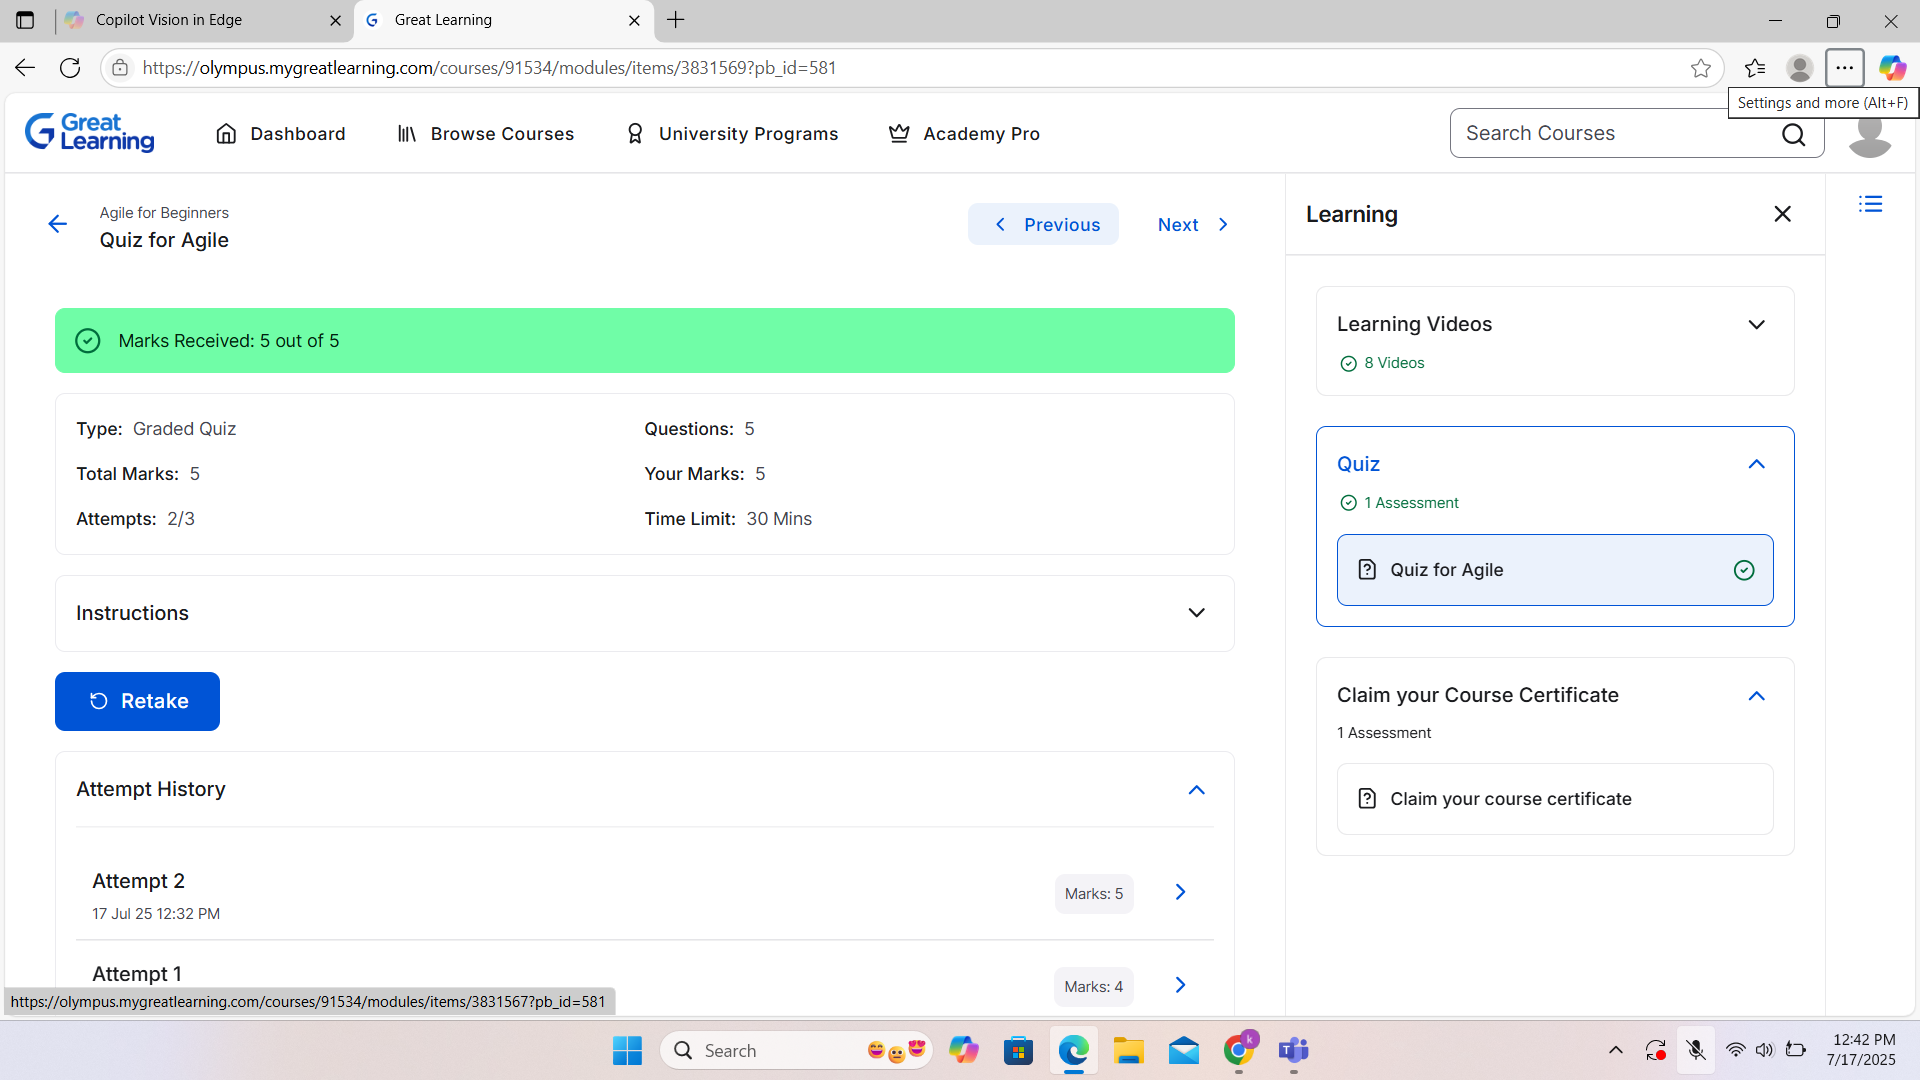 Copilot Vision in Edge
Great Learning
https://olympus.mygreatlearning.com/courses/91534/modules/items/3831569?pb_id=581
Settings and more (Alt+F)
Great Learning
Dashboard
Browse Courses
University Programs
Academy Pro
Search Courses
Agile for Beginners
Quiz for Agile
Previous
Next
Marks Received: 5 out of 5
Type: Graded Quiz
Questions: 5
Total Marks: 5
Your Marks: 5
Attempts: 2/3
Time Limit: 30 Mins
Instructions
Retake
Attempt History
Attempt 2
17 Jul 25 12:32 PM
Marks: 5
Attempt 1
Marks: 4
Learning
Learning Videos
8 Videos
Quiz
1 Assessment
Quiz for Agile
Claim your Course Certificate
1 Assessment
Claim your course certificate
https://olympus.mygreatlearning.com/courses/91534/modules/items/3831567?pb_id=581
Search
k
12:42 PM
7/17/2025